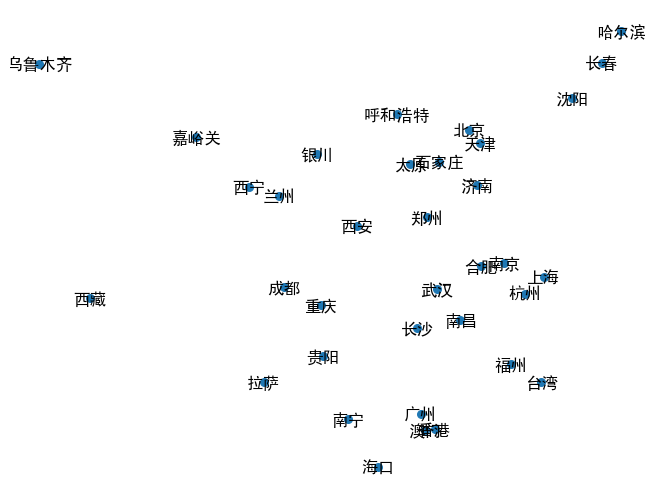 哈尔滨
乌鲁木齐
长春
沈阳
呼和浩特
北京
嘉峪关
天津
银川
太原
石家庄
西宁
济南
兰州
郑州
西安
南京
合肥
上海
成都
武汉
杭州
西藏
重庆
南昌
长沙
贵阳
福州
拉萨
台湾
广州
南宁
香港
澳门
海口